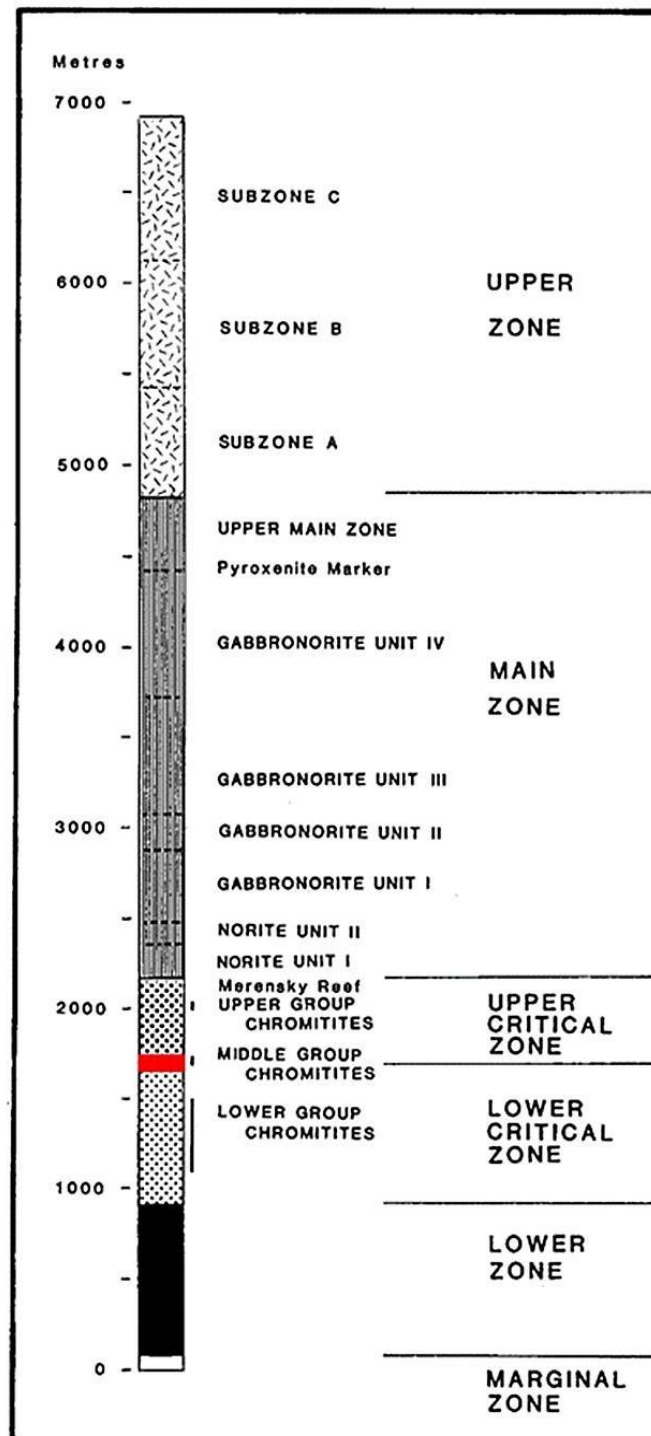 Metres
7000
SUBZONE C
6000
UPPER
ZONE
SUBZONE B
SUBZONE A
5000
UPPER MAIN ZONE
Pyroxenite Marker
4000
GABBRONORITE UNIT IV
MAIN
ZONE
GABBRONORITE UNIT III
3000
GABBRONORITE UNIT II
GABBRONORITE UNIT I
NORITE UNIT II
NORITE UNIT I
Merensky Reef
2000
UPPER GROUP
CHROMITITES
UPPER
CRITICAL
ZONE
MIDDLE GROUP
CHROMITITES
LOWER GROUP
CHROMITITES
LOWER
CRITICAL
ZONE
1000
LOWER
ZONE
0
MARGINAL
ZONE